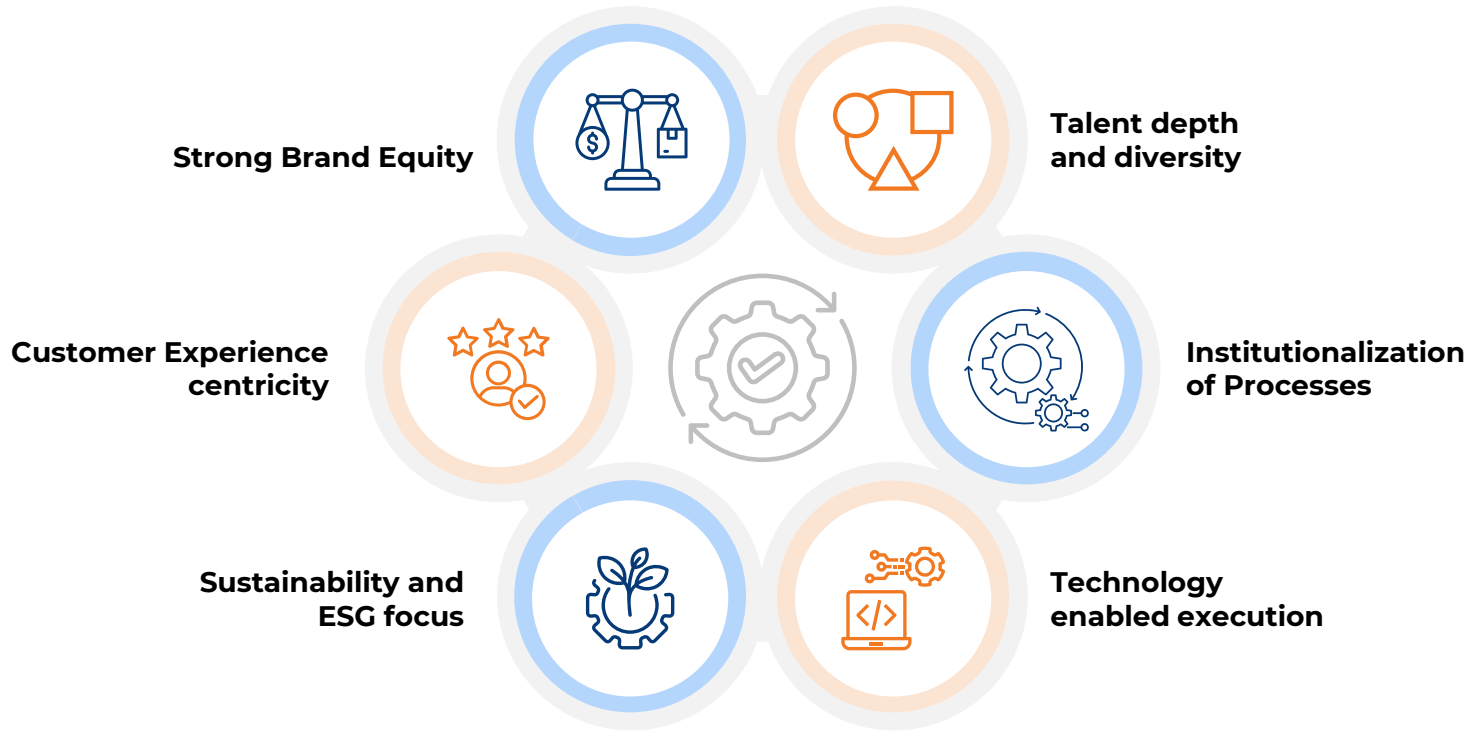 Strong Brand Equity
Talent depth
and diversity
Customer Experience
centricity
Institutionalization
of Processes
Sustainability and
ESG focus
Technology
enabled execution
$
</>